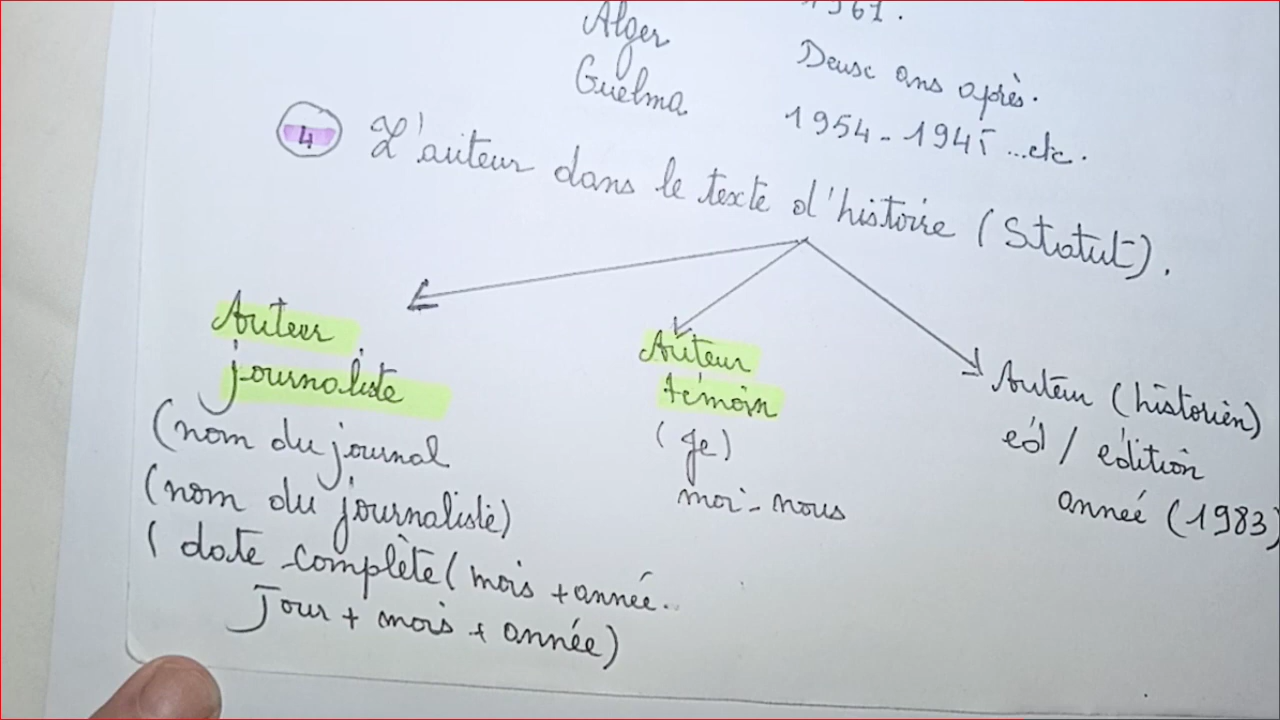 1961.
Alger
Deux ans après.
Guelma
1954 - 1945 ...etc.
4 L'auteur dans le texte d'histoire (Statut).
Auteur
journaliste
(nom du journal
(nom du journaliste)
( date complète ( mois + année..
Jour + mois + année)
Auteur
témoin
(je)
moi - nous
Auteur (historien)
éd / édition
année (1983)